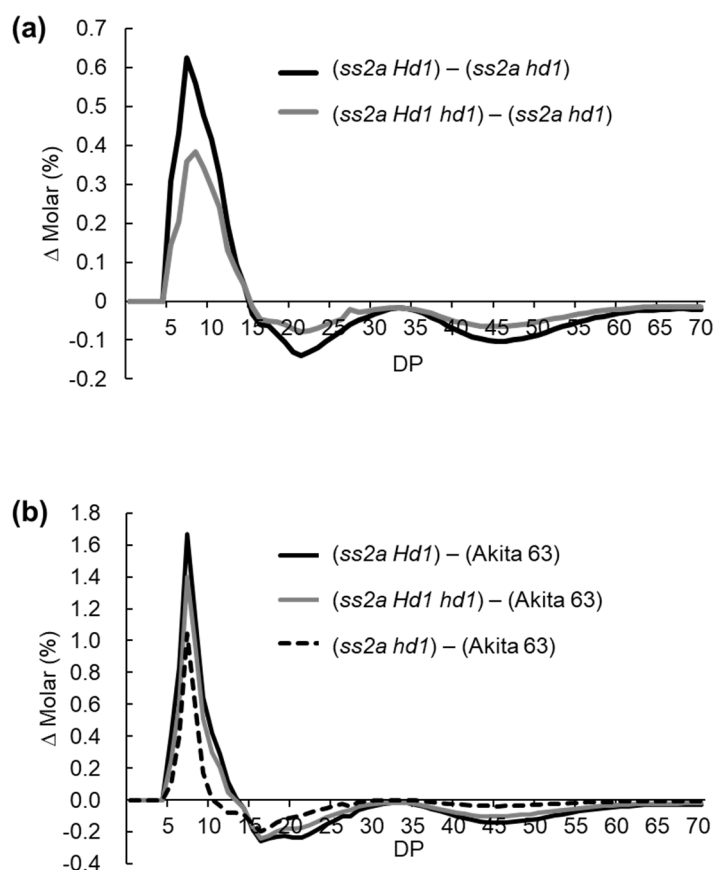 (a)
0.7
0.6
0.5
0.4
0.3
0.2
0.1
0
-0.1
-0.2
Δ Molar (%)
(ss2a Hd1) – (ss2a hd1)
(ss2a Hd1 hd1) – (ss2a hd1)
5 10 15 20 25 30 35 40 45 50 55 60 65 70
DP
(b)
1.8
1.6
1.4
1.2
1.0
0.8
0.6
0.4
0.2
0.0
-0.2
-0.4
Δ Molar (%)
(ss2a Hd1) – (Akita 63)
(ss2a Hd1 hd1) – (Akita 63)
(ss2a hd1) – (Akita 63)
5 10 15 20 25 30 35 40 45 50 55 60 65 70
DP